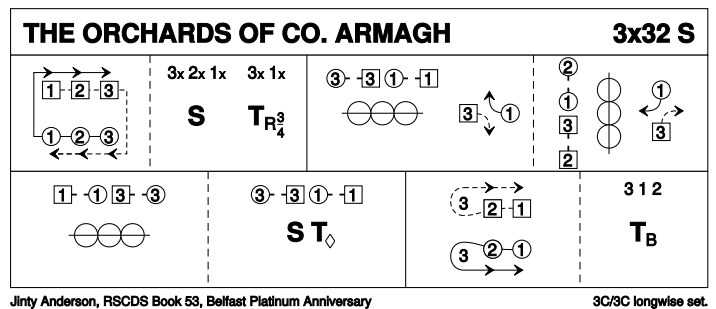 THE ORCHARDS OF CO. ARMAGH 3x32 S
3x 2x 1x 3x 1x
1 2 3
S T R 3/4
1 2 3
3 3 1 1
3 1
2
1
3
2
1
3
1 1 3 3
3 3 1 1
S T◊
3 2 1
3 2 1
3 1 2
T B
Jinty Anderson, RSCDS Book 53, Belfast Platinum Anniversary 3C/3C longwise set.